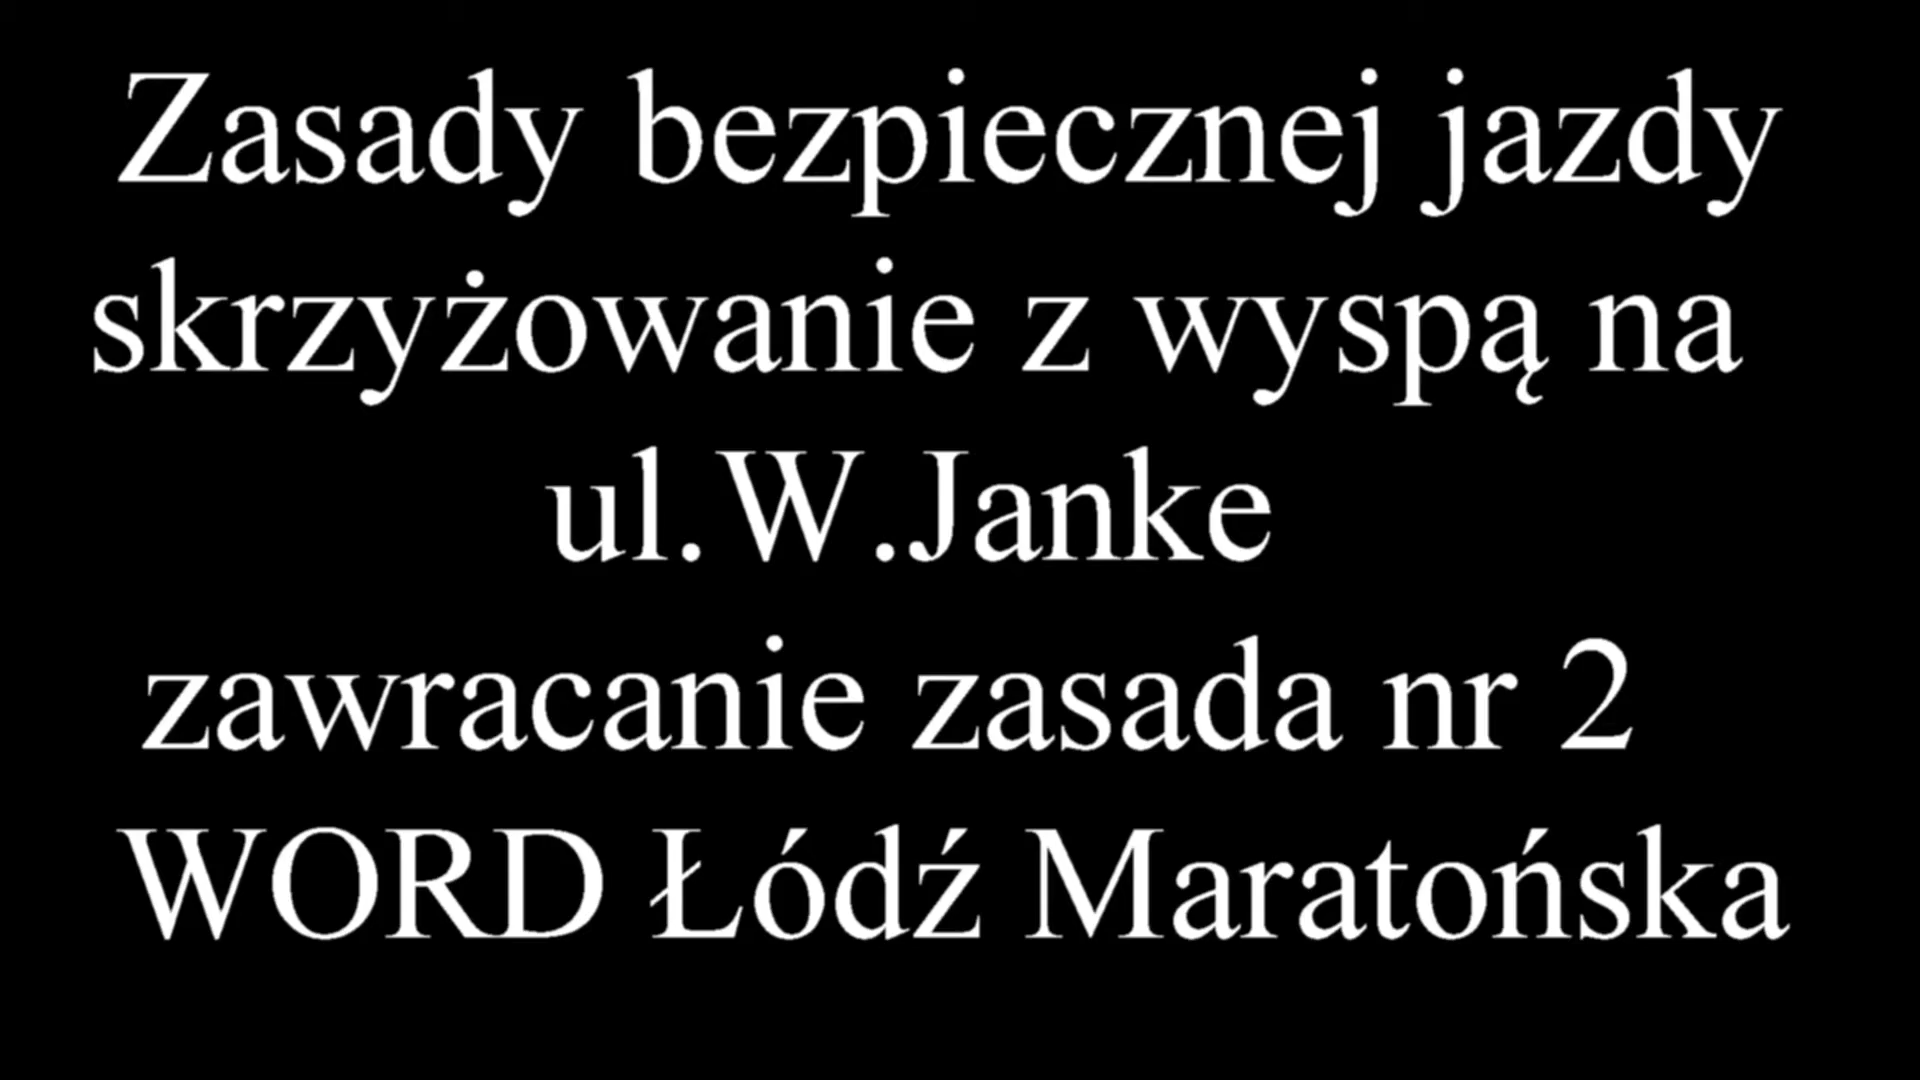 Zasady bezpiecznej jazdy
skrzyżowanie z wyspą na
ul.W.Janke
zawracanie zasada nr 2
WORD Łódź Maratońska